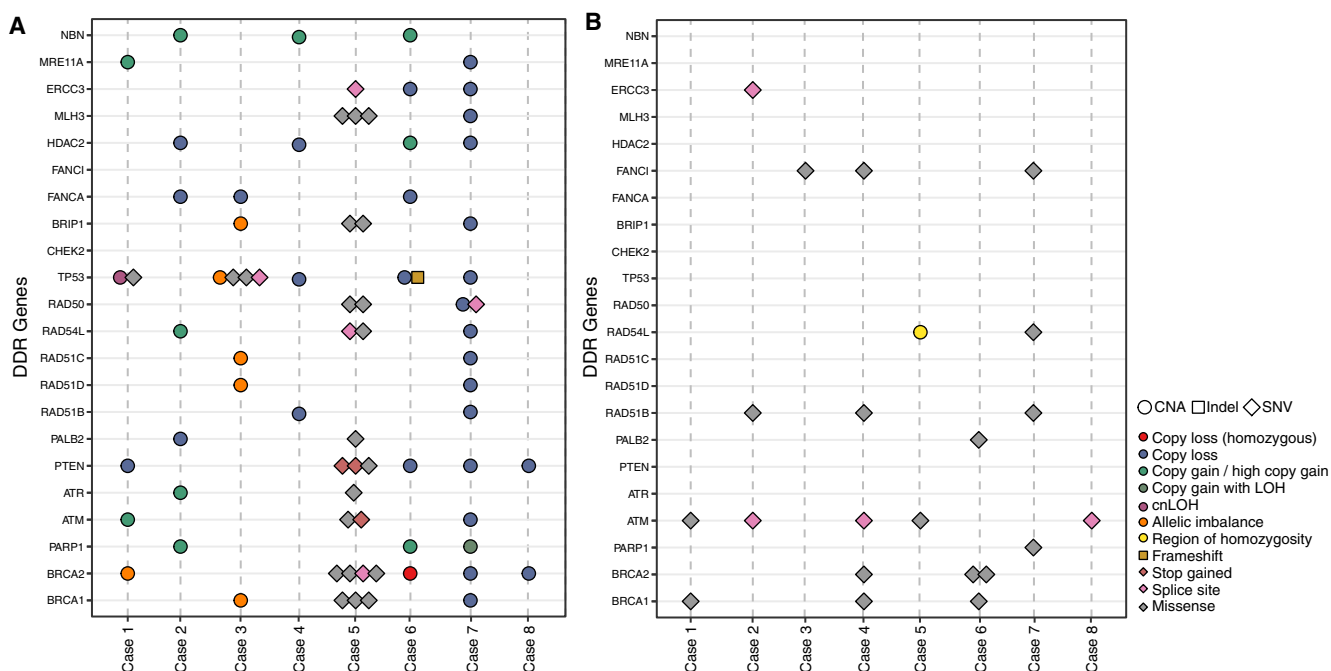 A
DDR Genes
NBN
MRE11A
ERCC3
MLH3
HDAC2
FANCI
FANCA
BRIP1
CHEK2
TP53
RAD50
RAD54L
RAD51C
RAD51D
RAD51B
PALB2
PTEN
ATR
ATM
PARP1
BRCA2
BRCA1
Case 1
Case 2
Case 3
Case 4
Case 5
Case 6
Case 7
Case 8
B
DDR Genes
NBN
MRE11A
ERCC3
MLH3
HDAC2
FANCI
FANCA
BRIP1
CHEK2
TP53
RAD50
RAD54L
RAD51C
RAD51D
RAD51B
PALB2
PTEN
ATR
ATM
PARP1
BRCA2
BRCA1
Case 1
Case 2
Case 3
Case 4
Case 5
Case 6
Case 7
Case 8
CNA Indel SNV
Copy loss (homozygous)
Copy loss
Copy gain / high copy gain
Copy gain with LOH
cnLOH
Allelic imbalance
Region of homozygosity
Frameshift
Stop gained
Splice site
Missense